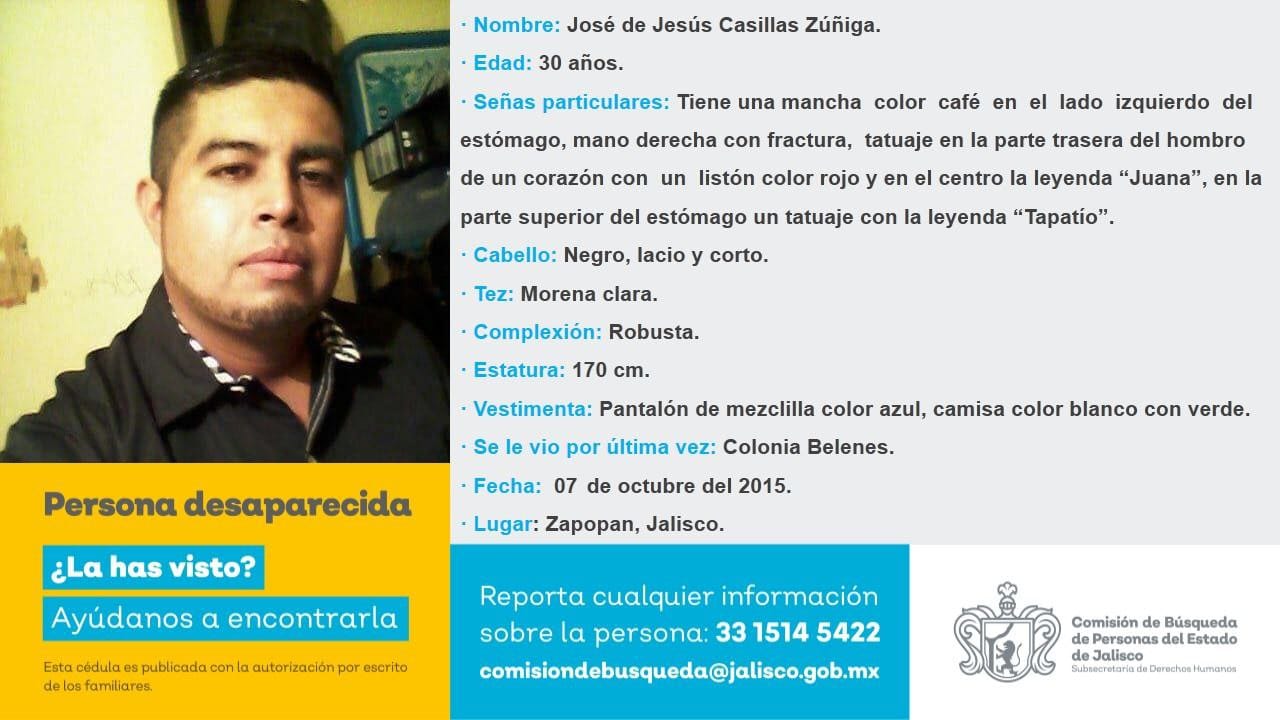 · Nombre: José de Jesús Casillas Zúñiga.
· Edad: 30 años.
· Señas particulares: Tiene una mancha color café en el lado izquierdo del
estómago, mano derecha con fractura, tatuaje en la parte trasera del hombro
de un corazón con un listón color rojo y en el centro la leyenda “Juana”, en la
parte superior del estómago un tatuaje con la leyenda “Tapatío”.
· Cabello: Negro, lacio y corto.
· Tez: Morena clara.
· Complexión: Robusta.
· Estatura: 170 cm.
· Vestimenta: Pantalón de mezclilla color azul, camisa color blanco con verde.
· Se le vio por última vez: Colonia Belenes.
· Fecha: 07 de octubre del 2015.
· Lugar: Zapopan, Jalisco.
Persona desaparecida
¿La has visto?
Ayúdanos a encontrarla
Esta cédula es publicada con la autorización por escrito
de los familiares.
Reporta cualquier información
sobre la persona: 33 1514 5422
comisiondebusqueda@jalisco.gob.mx
Comisión de Búsqueda
de Personas del Estado
de Jalisco
Subsecretaría de Derechos Humanos